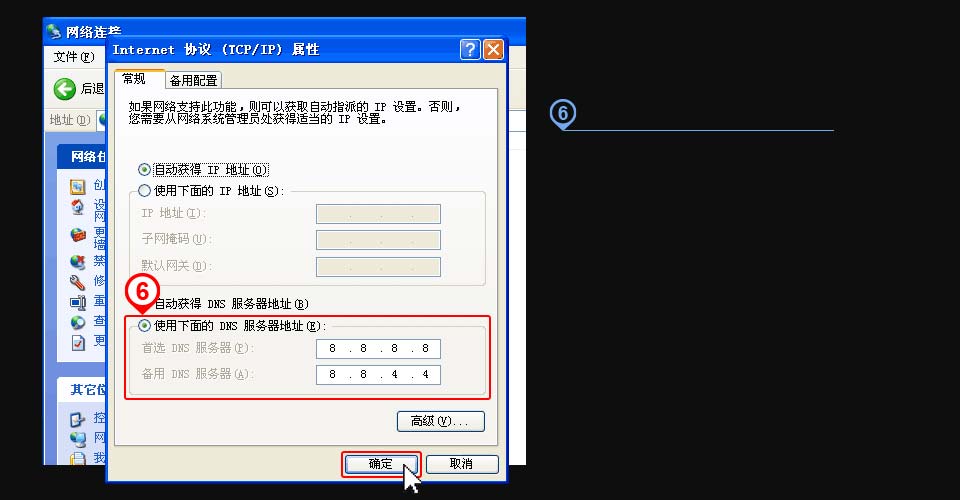 网络连接
Internet 协议 (TCP/IP) 属性
文件(F)
常规
备用配置
后退
如果网络支持此功能，则可以获取自动指派的 IP 设置。否则，
您需要从网络系统管理员处获得适当的 IP 设置。
地址(D)
网络任
自动获得 IP 地址(O)
使用下面的 IP 地址(S):
IP 地址(I):
子网掩码(U):
默认网关(D):
设
网
更
墙
禁
修
重
查
更
6
自动获得 DNS 服务器地址(B)
使用下面的 DNS 服务器地址(E):
首选 DNS 服务器(P):
8 . 8 . 8 . 8
备用 DNS 服务器(A):
8 . 8 . 4 . 4
其它位
控
网
我
高级(V)...
确定
取消
6